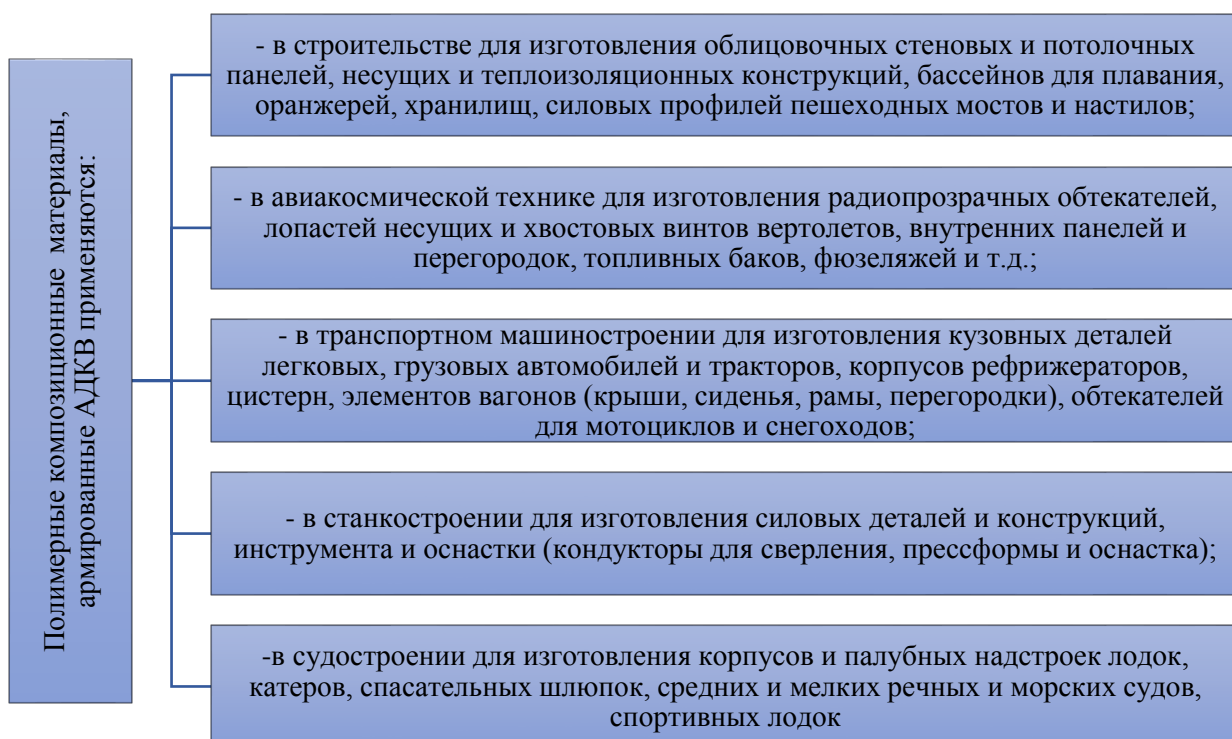 Полимерные композиционные материалы,
армированные АДКВ применяются:
- в строительстве для изготовления облицовочных стеновых и потолочных
панелей, несущих и теплоизоляционных конструкций, бассейнов для плавания,
оранжерей, хранилищ, силовых профилей пешеходных мостов и настилов;
- в авиакосмической технике для изготовления радиопрозрачных обтекателей,
лопастей несущих и хвостовых винтов вертолетов, внутренних панелей и
перегородок, топливных баков, фюзеляжей и т.д.;
- в транспортном машиностроении для изготовления кузовных деталей
легковых, грузовых автомобилей и тракторов, корпусов рефрижераторов,
цистерн, элементов вагонов (крыши, сиденья, рамы, перегородки), обтекателей
для мотоциклов и снегоходов;
- в станкостроении для изготовления силовых деталей и конструкций,
инструмента и оснастки (кондукторы для сверления, прессформы и оснастка);
-в судостроении для изготовления корпусов и палубных надстроек лодок,
катеров, спасательных шлюпок, средних и мелких речных и морских судов,
спортивных лодок